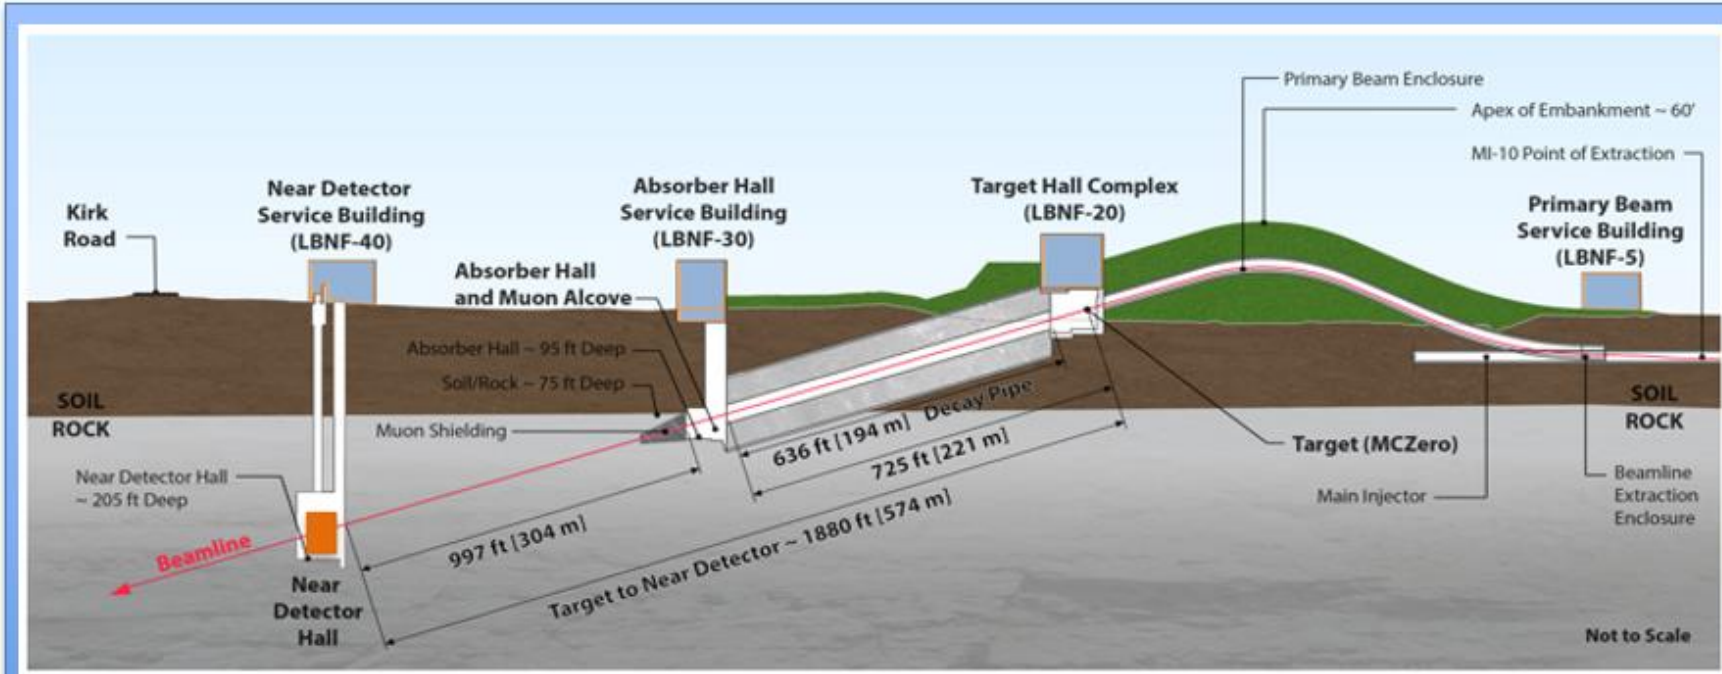 Primary Beam Enclosure
Apex of Embankment ~ 60'
MI-10 Point of Extraction
Kirk
Road
Near Detector
Service Building
(LBNF-40)
Absorber Hall
Service Building
(LBNF-30)
Target Hall Complex
(LBNF-20)
Primary Beam
Service Building
(LBNF-5)
Absorber Hall
and Muon Alcove
Absorber Hall ~ 95 ft Deep
Soil/Rock ~ 75 ft Deep
SOIL
ROCK
Muon Shielding
Near Detector Hall
~ 205 ft Deep
Beamline
Near
Detector
Hall
997 ft [304 m]
636 ft [194 m] Decay Pipe
725 ft [221 m]
Target to Near Detector ~ 1880 ft [574 m]
Target (MCZero)
Main Injector
SOIL
ROCK
Beamline
Extraction
Enclosure
Not to Scale